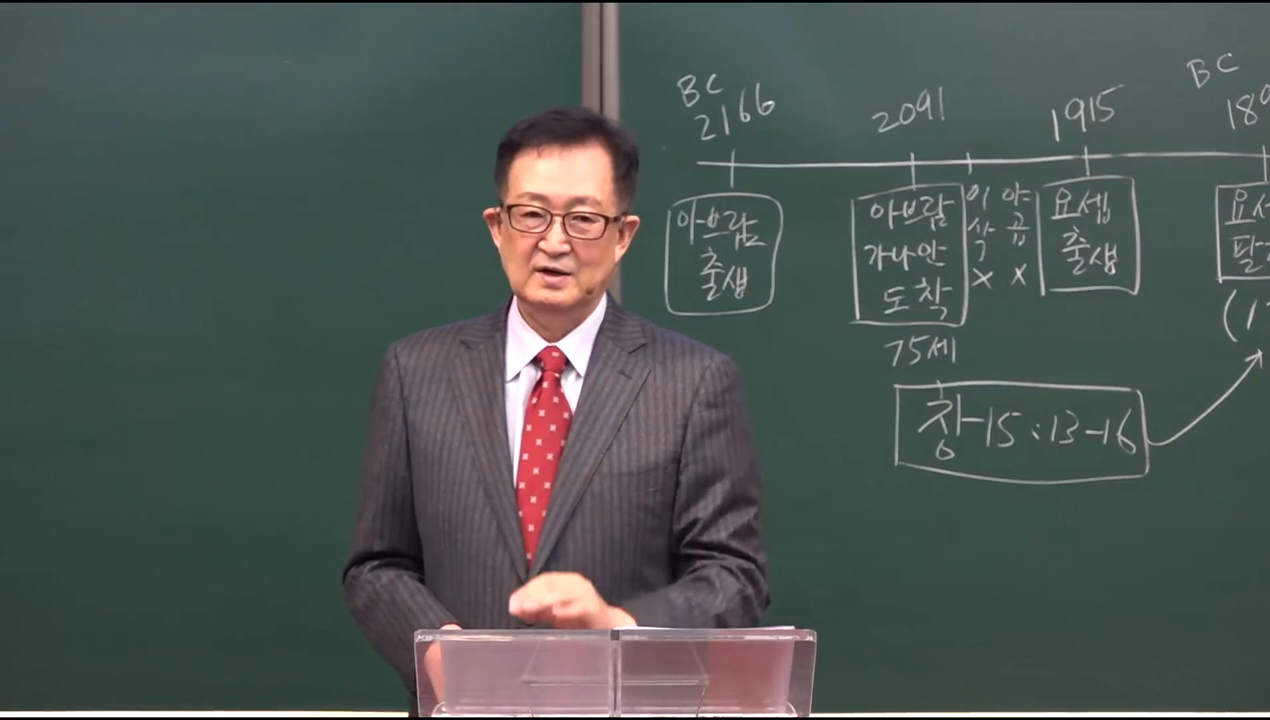 BC
2166
2091
1915
BC
아브람
출생
아브람
가나안
도착
75세
이삭 ×
야곱 ×
요셉
출생
창-15:13-16